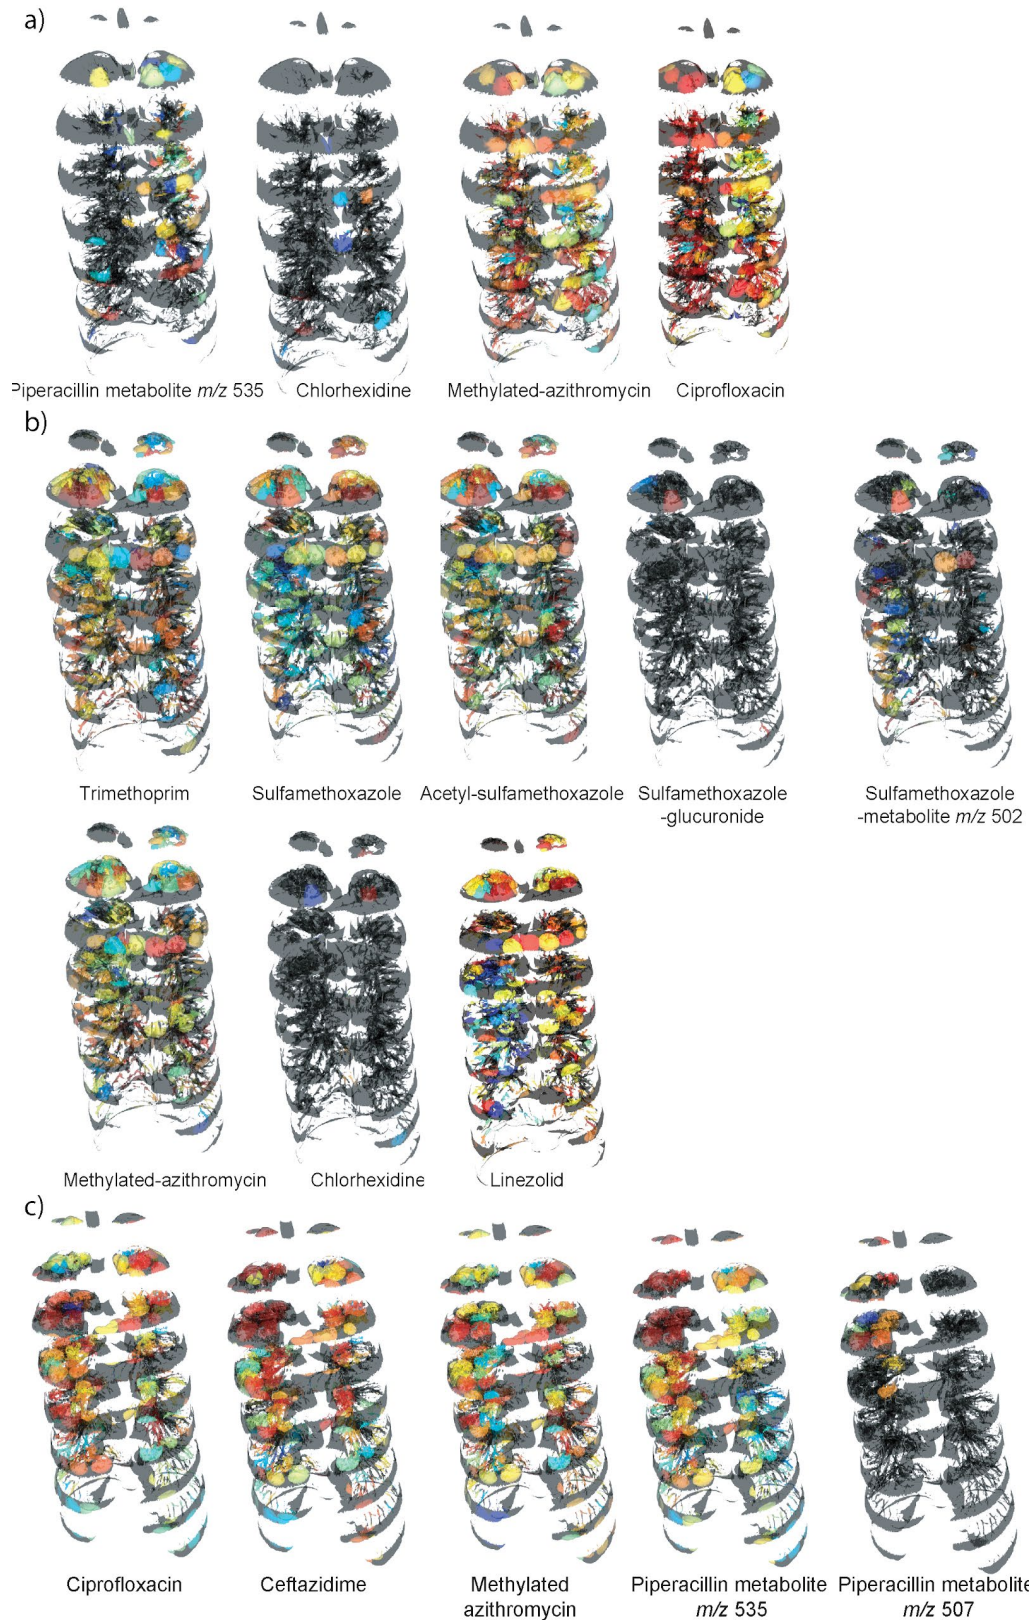 a)
Piperacillin metabolite m/z 535
Chlorhexidine
Methylated-azithromycin
Ciprofloxacin
b)
Trimethoprim
Sulfamethoxazole
Acetyl-sulfamethoxazole
Sulfamethoxazole
-glucuronide
Sulfamethoxazole
-metabolite m/z 502
Methylated-azithromycin
Chlorhexidine
Linezolid
c)
Ciprofloxacin
Ceftazidime
Methylated
azithromycin
Piperacillin metabolite
m/z 535
Piperacillin metabolite
m/z 507